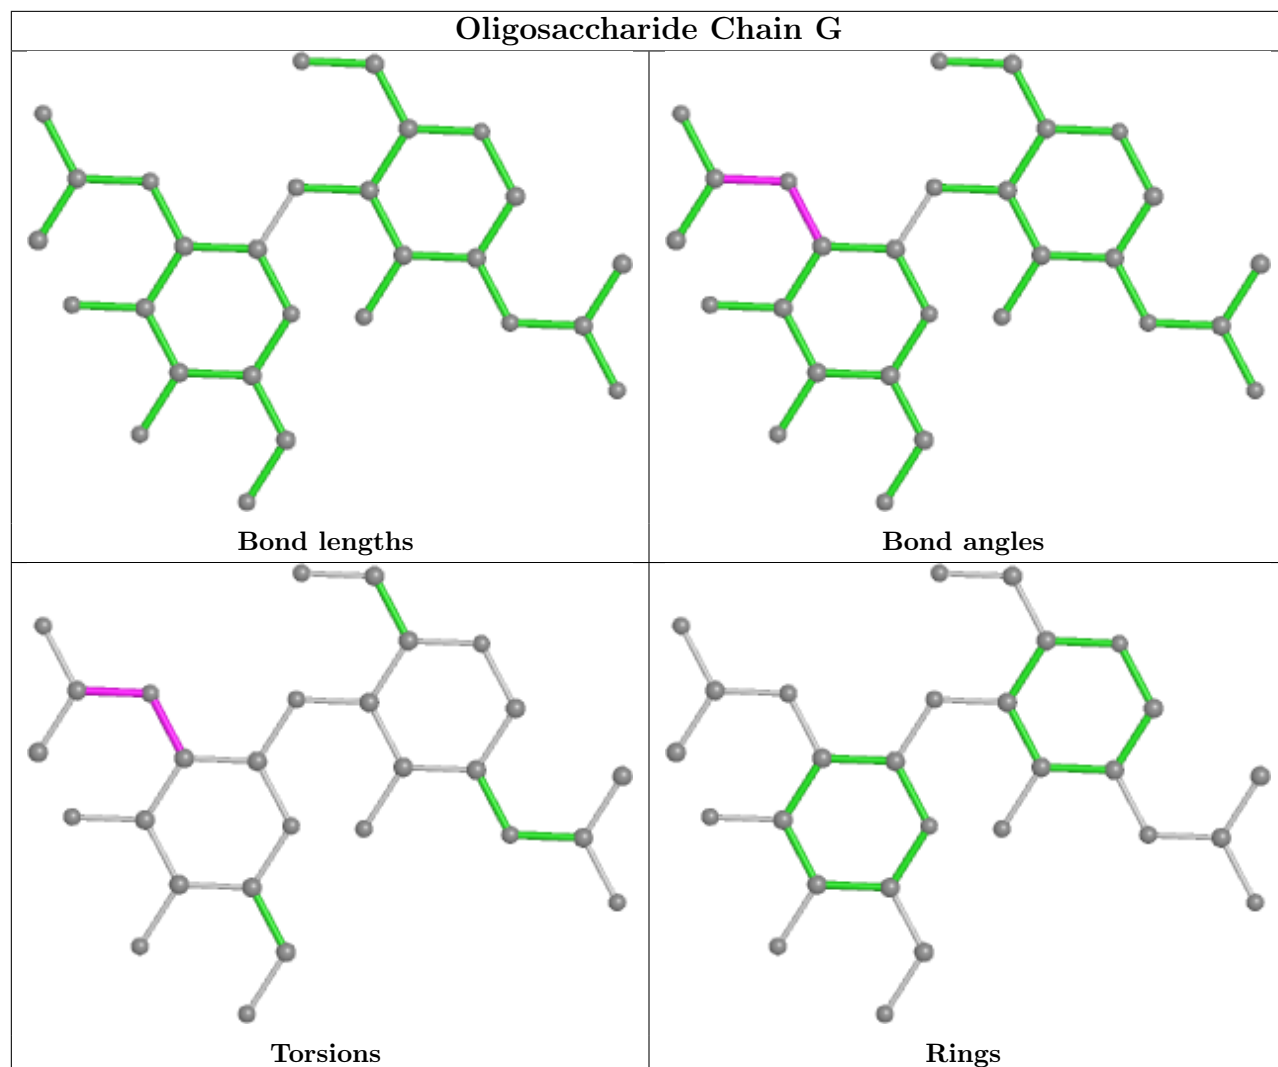 Oligosaccharide Chain G
Bond lengths
Bond angles
Torsions
Rings